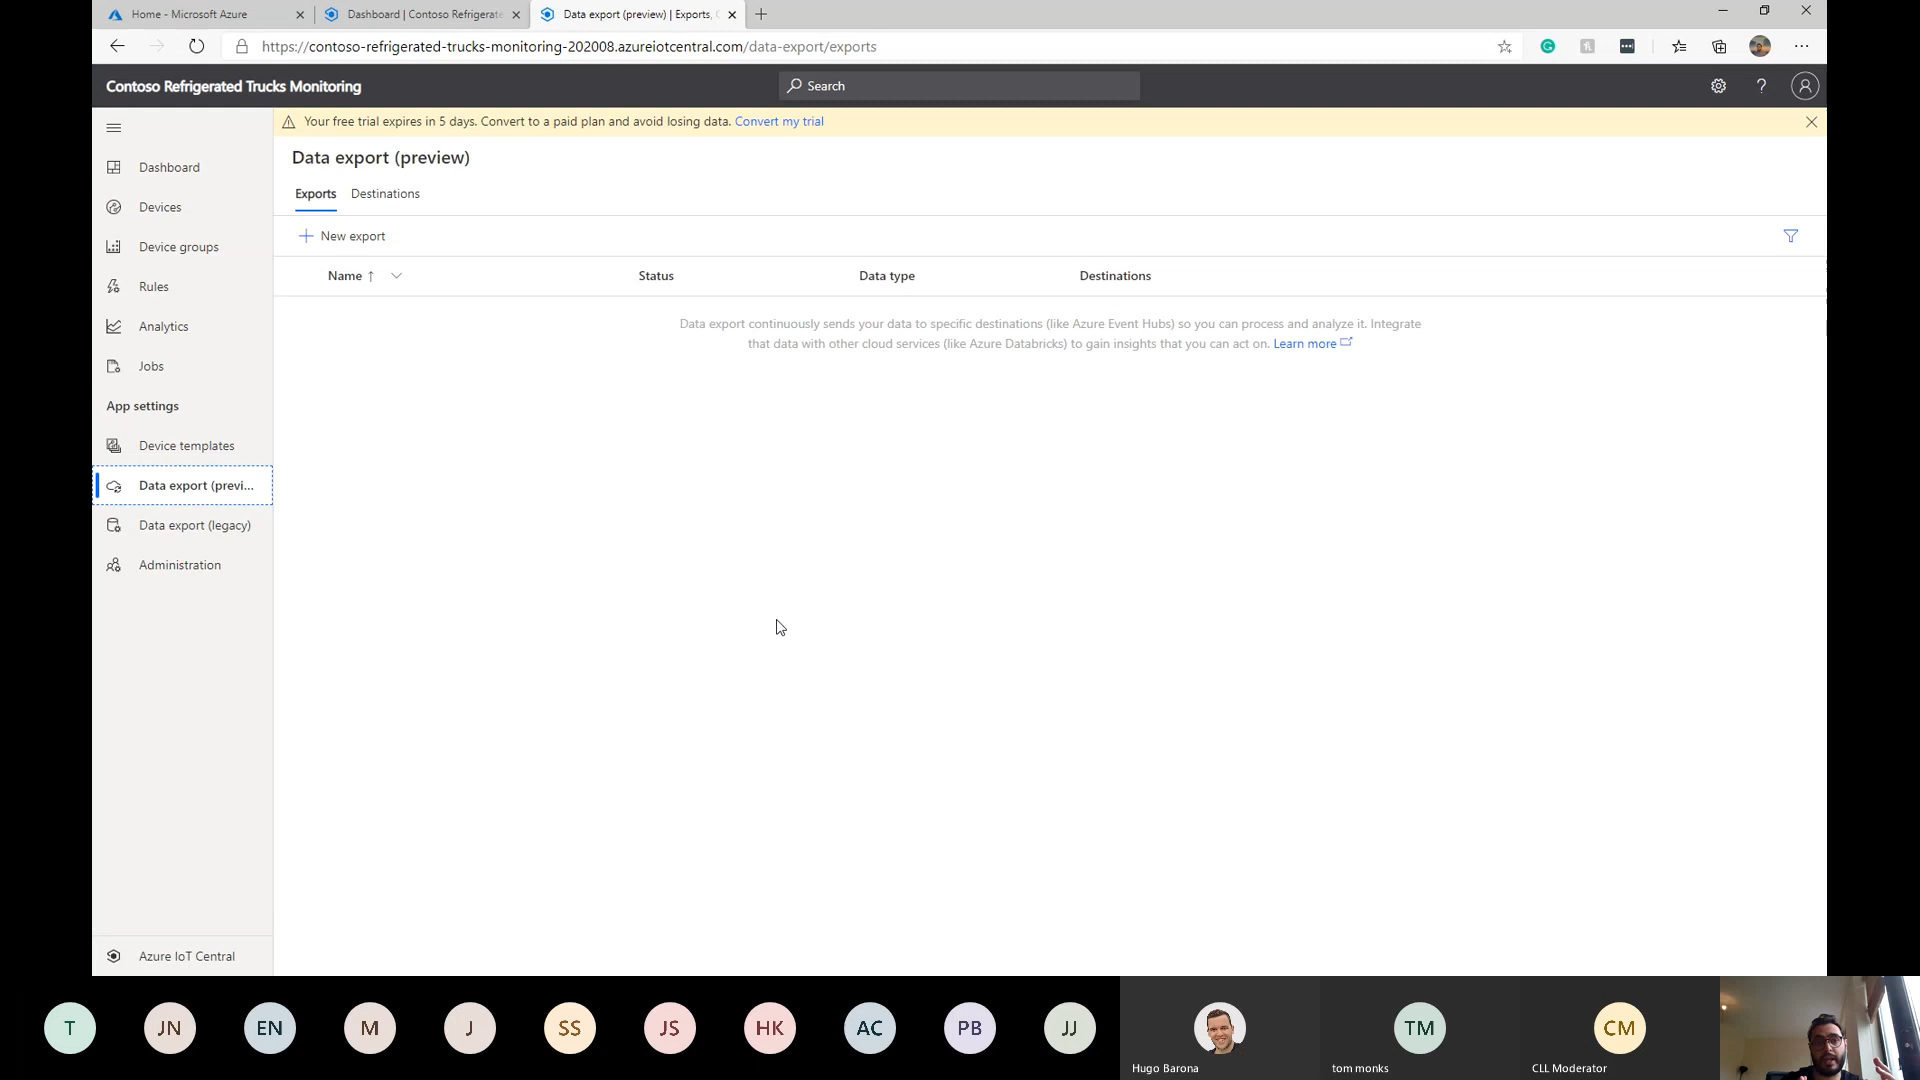 Home - Microsoft Azure
Dashboard | Contoso Refrigerate
Data export (preview) | Exports,
https://contoso-refrigerated-trucks-monitoring-202008.azureiotcentral.com/data-export/exports
Contoso Refrigerated Trucks Monitoring
Search
Your free trial expires in 5 days. Convert to a paid plan and avoid losing data. Convert my trial
Data export (preview)
Exports Destinations
New export
Name ↑ Status Data type Destinations
Data export continuously sends your data to specific destinations (like Azure Event Hubs) so you can process and analyze it. Integrate
that data with other cloud services (like Azure Databricks) to gain insights that you can act on. Learn more
Dashboard
Devices
Device groups
Rules
Analytics
Jobs
App settings
Device templates
Data export (previ...
Data export (legacy)
Administration
Azure IoT Central
T JN EN M J SS JS HK AC PB JJ TM CM
Hugo Barona tom monks CLL Moderator